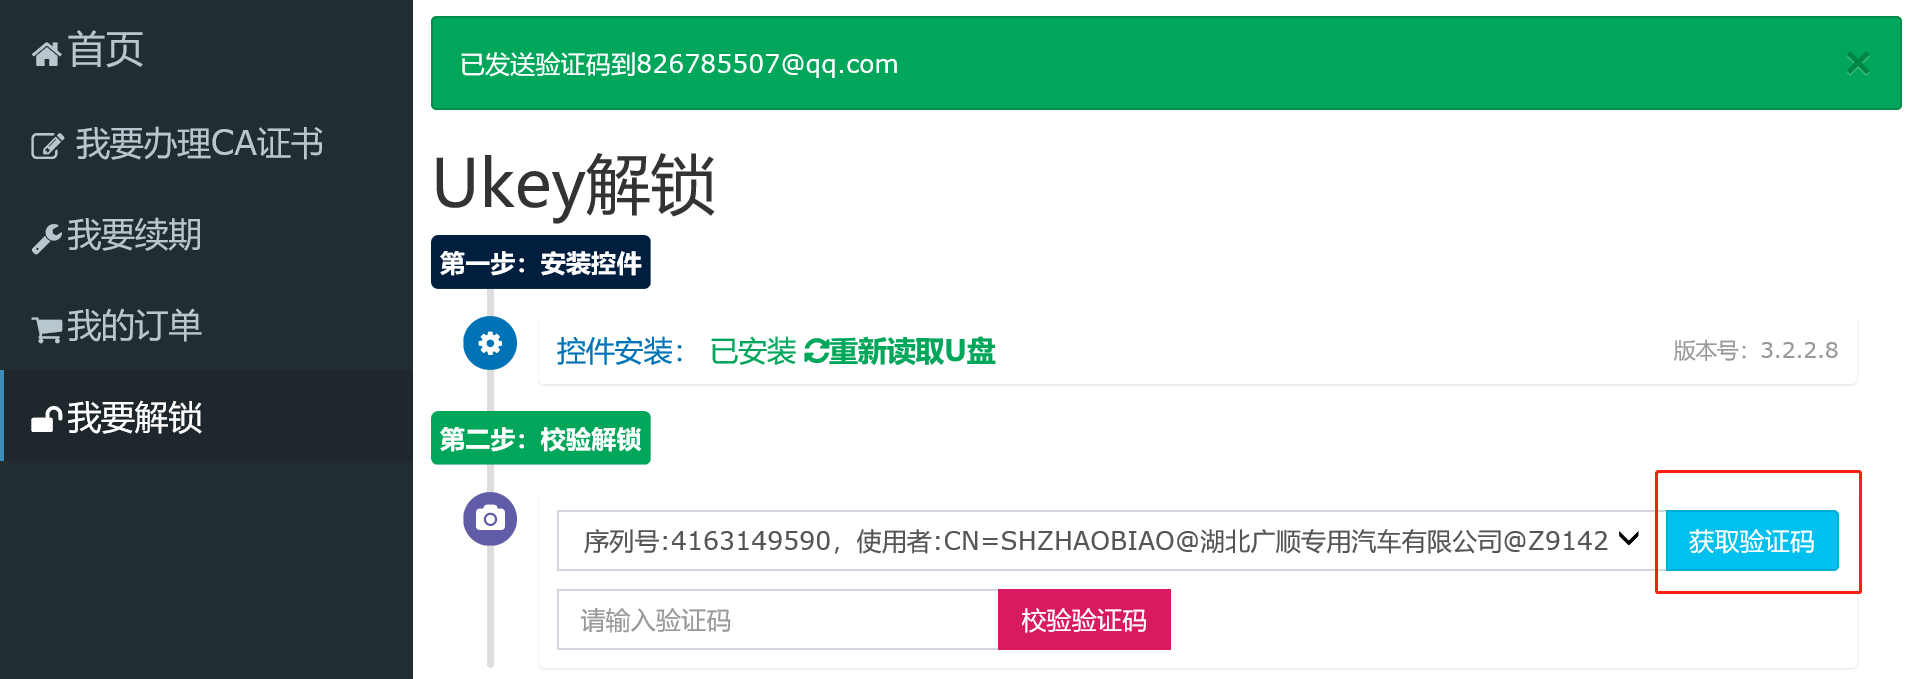 首页
我要办理CA证书
我要续期
我的订单
我要解锁
已发送验证码到826785507@qq.com
×
Ukey解锁
第一步：安装控件
控件安装： 已安装 重新读取U盘 版本号：3.2.2.8
第二步：校验解锁
序列号:4163149590，使用者:CN=SHZHAOBIAO@湖北广顺专用汽车有限公司@Z9142 获取验证码
请输入验证码 校验验证码